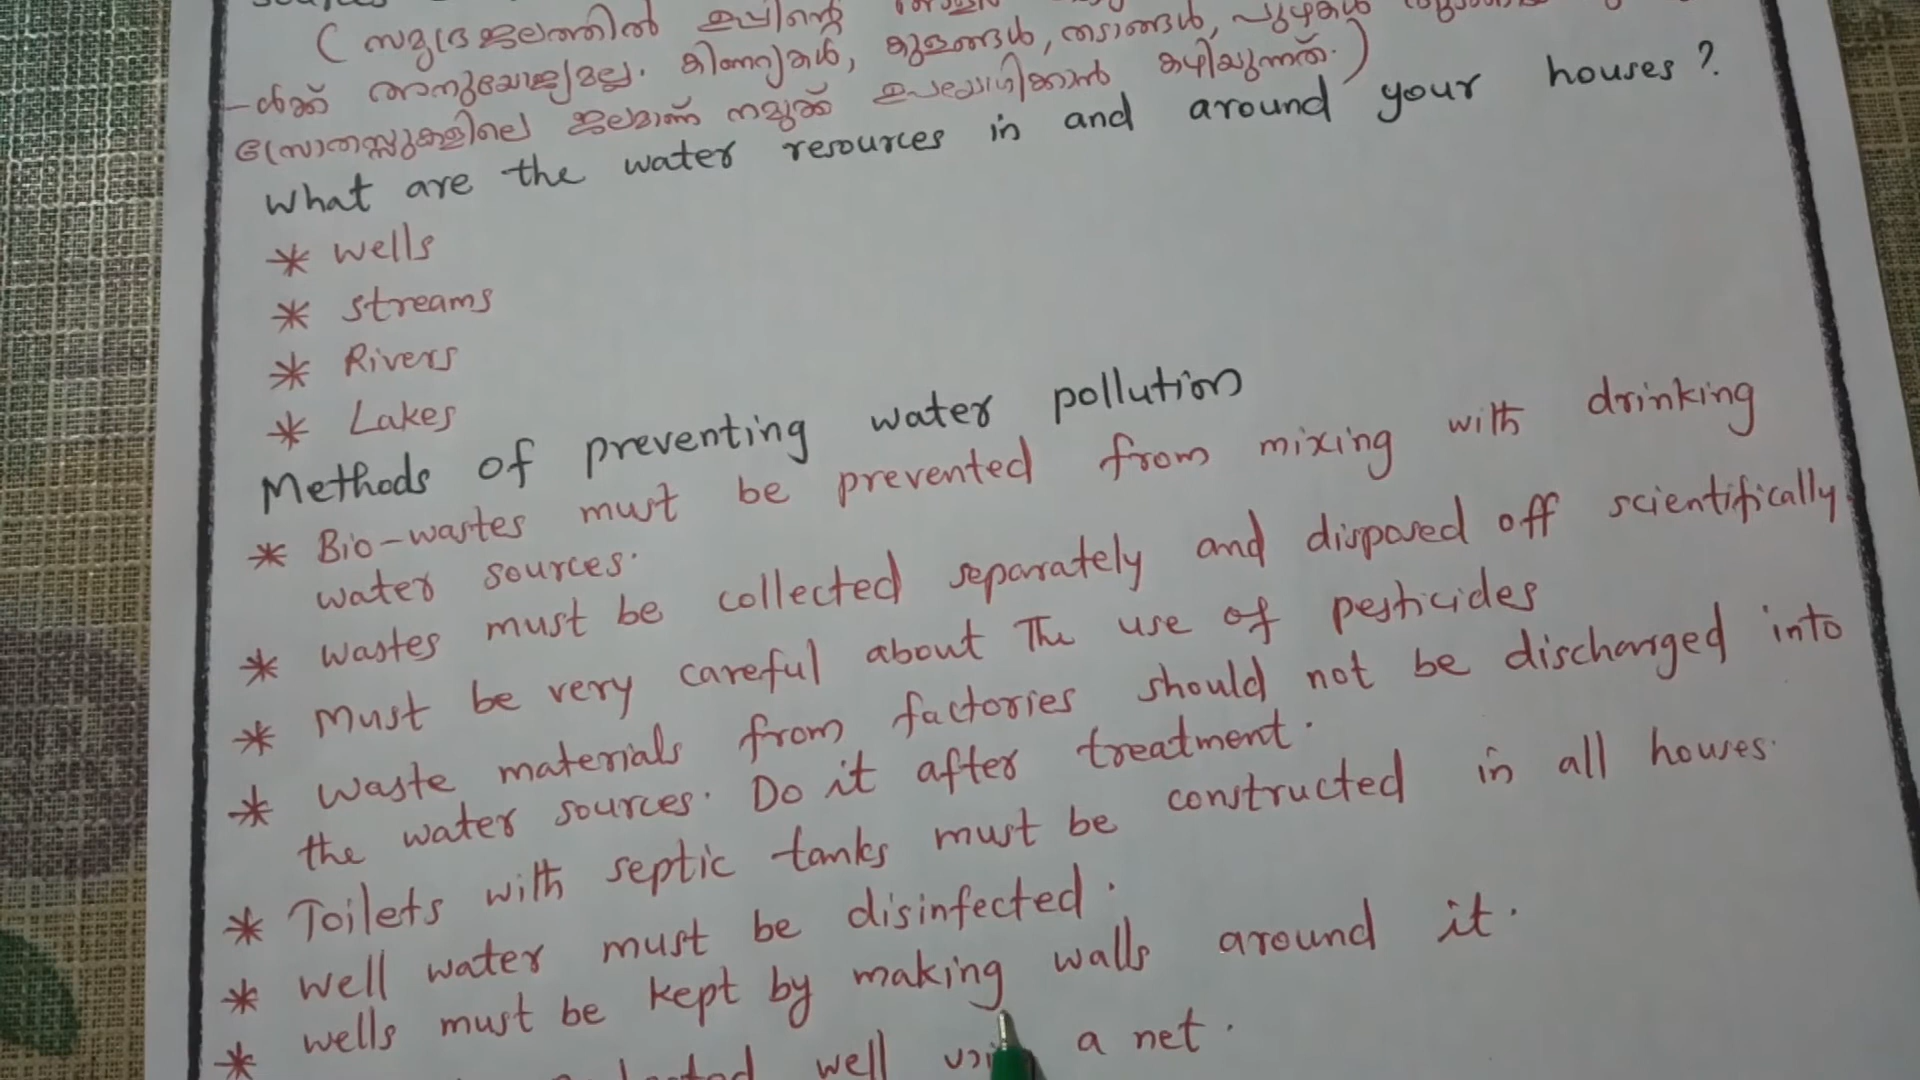 ( സമുദ്രജലത്തിൽ ഉപ്പിന്റെ
-ൾക്ക് അനുയോജ്യമല്ല. കിണറുകൾ, കുളങ്ങൾ, തടാകങ്ങൾ, പുഴകൾ
സ്രോതസ്സുകളിലെ ജലമാണ് നമുക്ക് ഉപയോഗിക്കാൻ കഴിയുന്നത്.)
What are the water resources in and around your houses?
* wells
* streams
* Rivers
* Lakes
Methods of preventing water pollution
* Bio-wastes must be prevented from mixing with drinking
water sources.
* wastes must be collected separately and disposed off scientifically
* Must be very careful about The use of pesticides
* Waste materials from factories should not be discharged into
the water sources. Do it after treatment.
* Toilets with septic tanks must be constructed in all houses.
* well water must be disinfected.
* wells must be kept by making walls around it.
well a net.